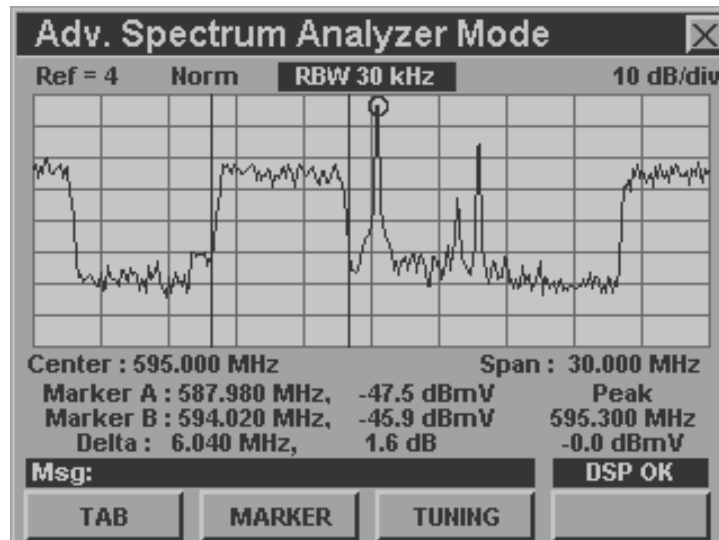 Adv. Spectrum Analyzer Mode
Ref = 4 Norm RBW 30 kHz 10 dB/div
Center : 595.000 MHz Span : 30.000 MHz
Marker A : 587.980 MHz, -47.5 dBmV Peak
Marker B : 594.020 MHz, -45.9 dBmV 595.300 MHz
Delta : 6.040 MHz, 1.6 dB -0.0 dBmV
Msg: DSP OK
TAB MARKER TUNING